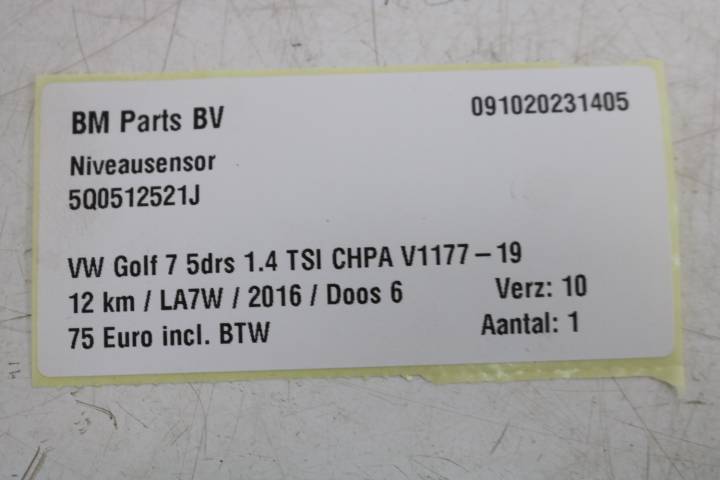 BM Parts BV 091020231405
Niveausensor
5Q0512521J
VW Golf 7 5drs 1.4 TSI CHPA V1177-19
12 km / LA7W / 2016 / Doos 6 Verz: 10
75 Euro incl. BTW Aantal: 1